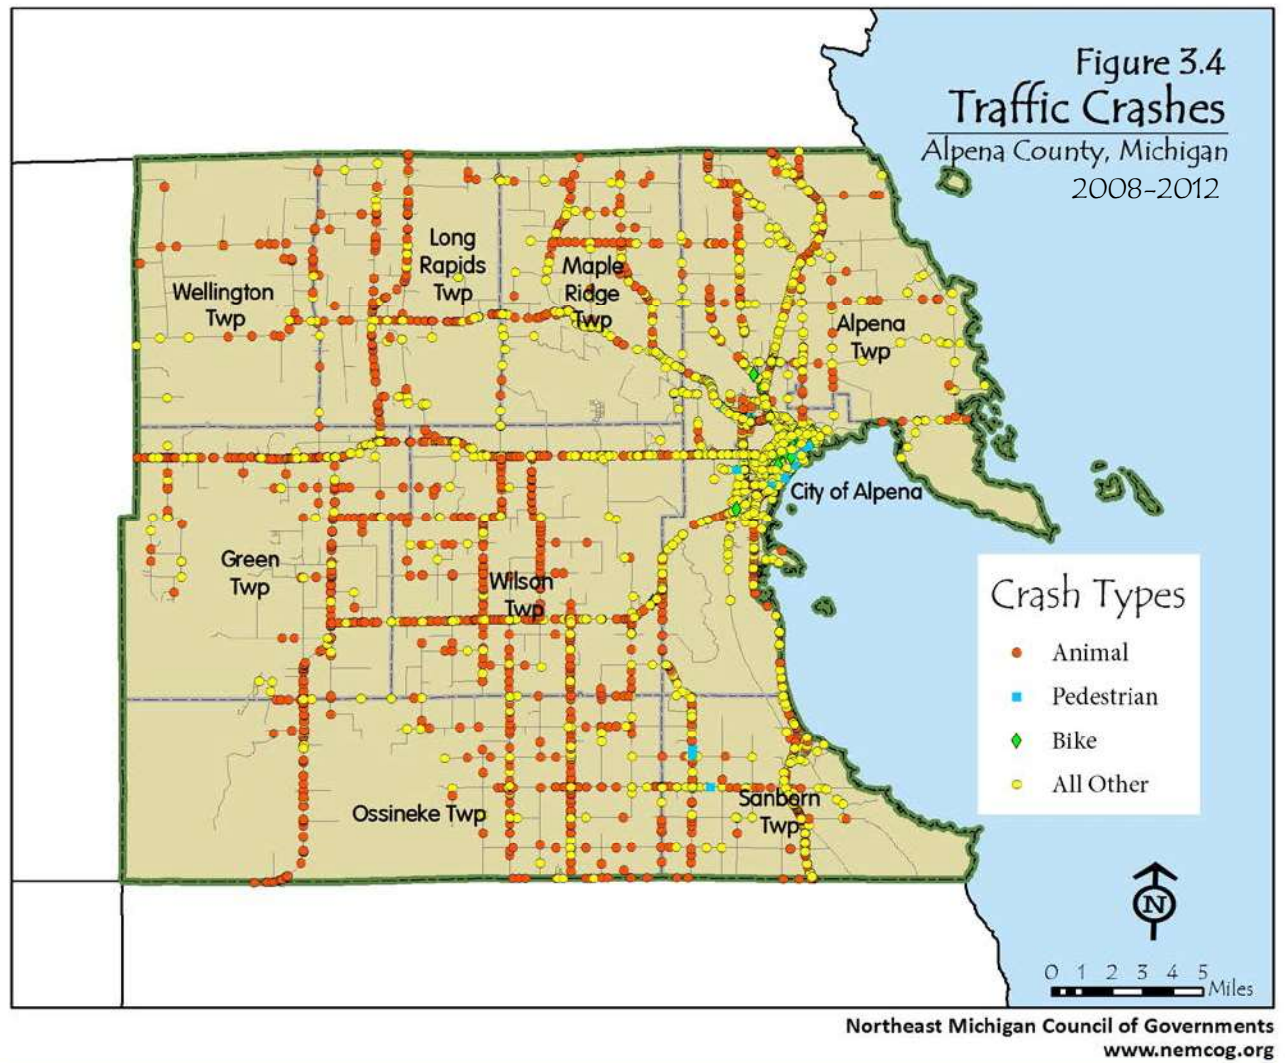 Figure 3.4
Traffic Crashes
Alpena County, Michigan
2008-2012
Long
Rapids
Twp
Maple
Ridge
Twp
Wellington
Twp
Alpena
Twp
City of Alpena
Green
Twp
Wilson
Twp
Ossineke Twp
Sanborn
Twp
Crash Types
Animal
Pedestrian
Bike
All Other
N
0 1 2 3 4 5
Miles
Northeast Michigan Council of Governments
www.nemcog.org